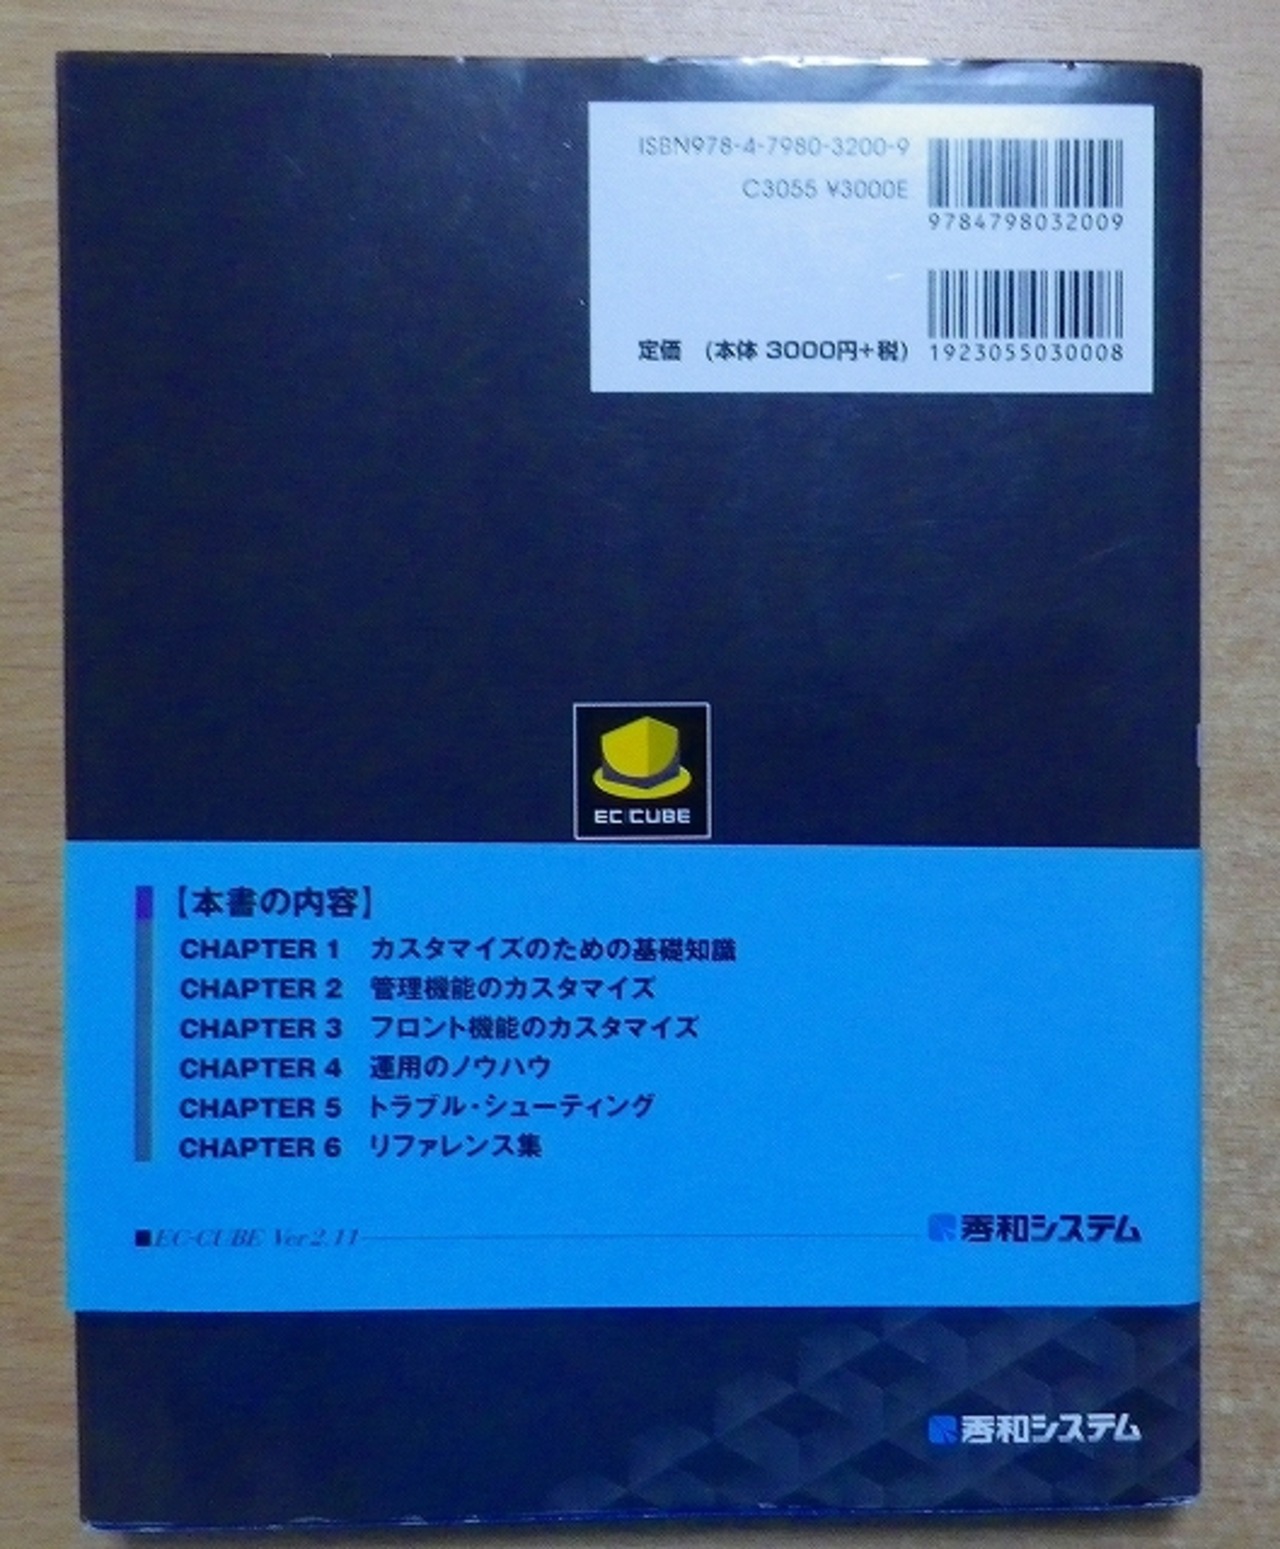 ISBN978-4-7980-3200-9
C3055 ¥3000E
9784798032009
定価 (本体 3000円+税)
1923055030008
EC CUBE
【本書の内容】
CHAPTER 1 カスタマイズのための基礎知識
CHAPTER 2 管理機能のカスタマイズ
CHAPTER 3 フロント機能のカスタマイズ
CHAPTER 4 運用のノウハウ
CHAPTER 5 トラブル・シューティング
CHAPTER 6 リファレンス集
■EC-CUBE Ver2.11
秀和システム
秀和システム